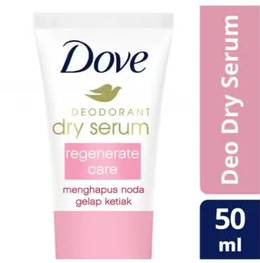 Dove
DEODORANT
dry serum
regenerate
care
menghapus noda
gelap ketiak
Deo Dry Serum
50
ml